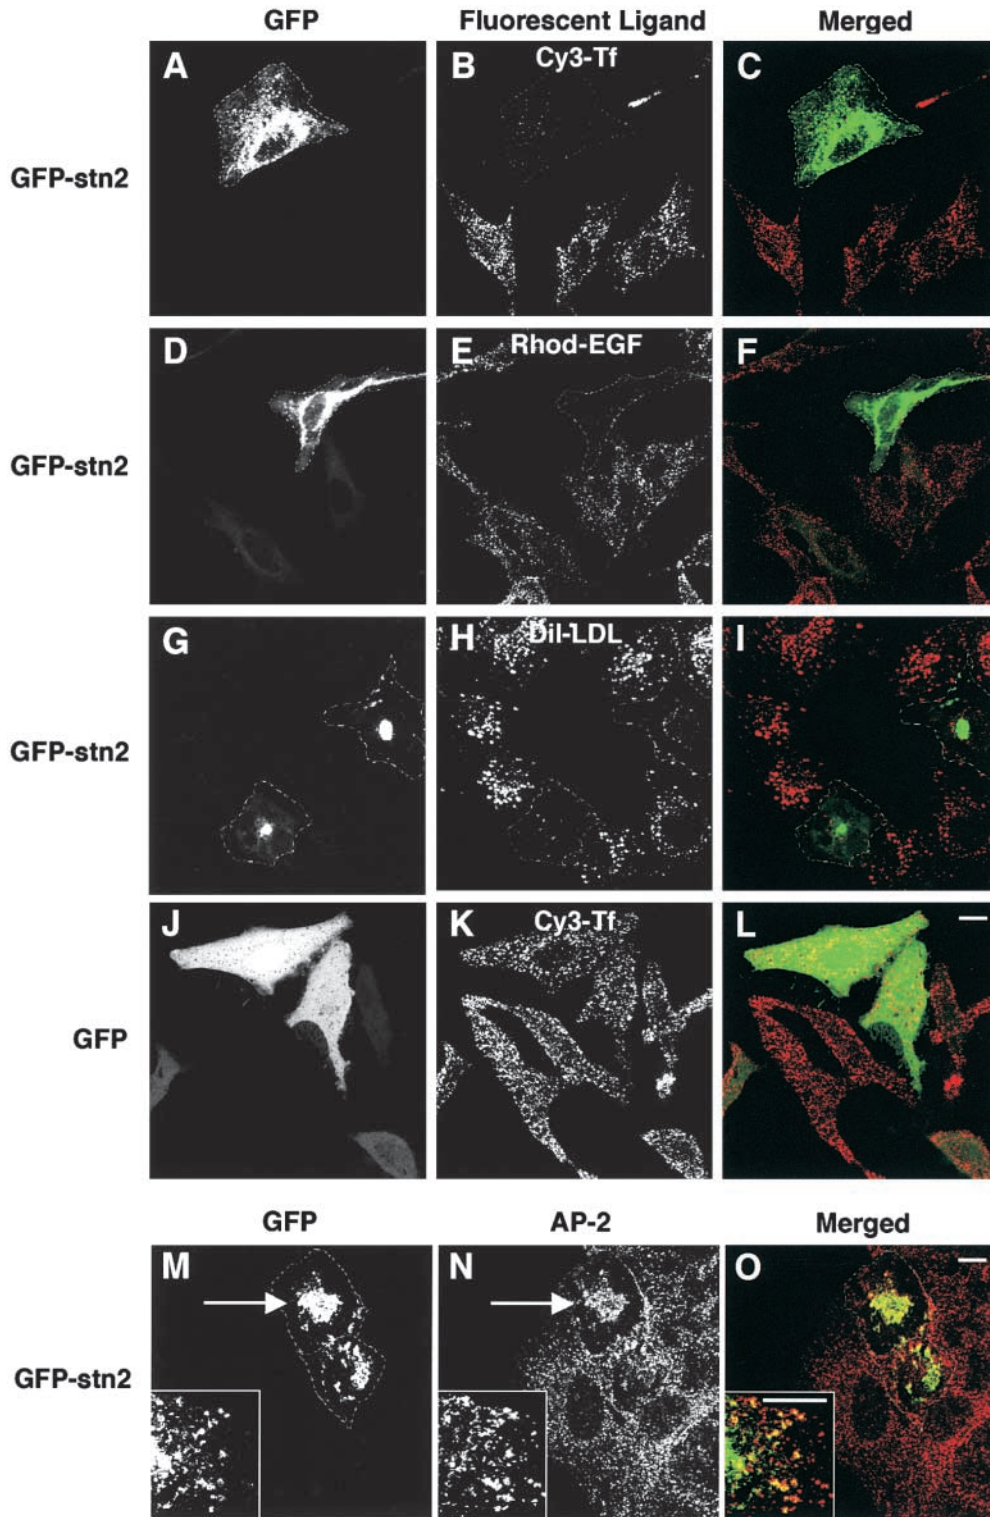 GFP Fluorescent Ligand Merged
GFP-stn2
A
B Cy3-Tf
C
GFP-stn2
D
E Rhod-EGF
F
GFP-stn2
G
H DiI-LDL
I
GFP
J
K Cy3-Tf
L
GFP AP-2 Merged
GFP-stn2
M
N
O